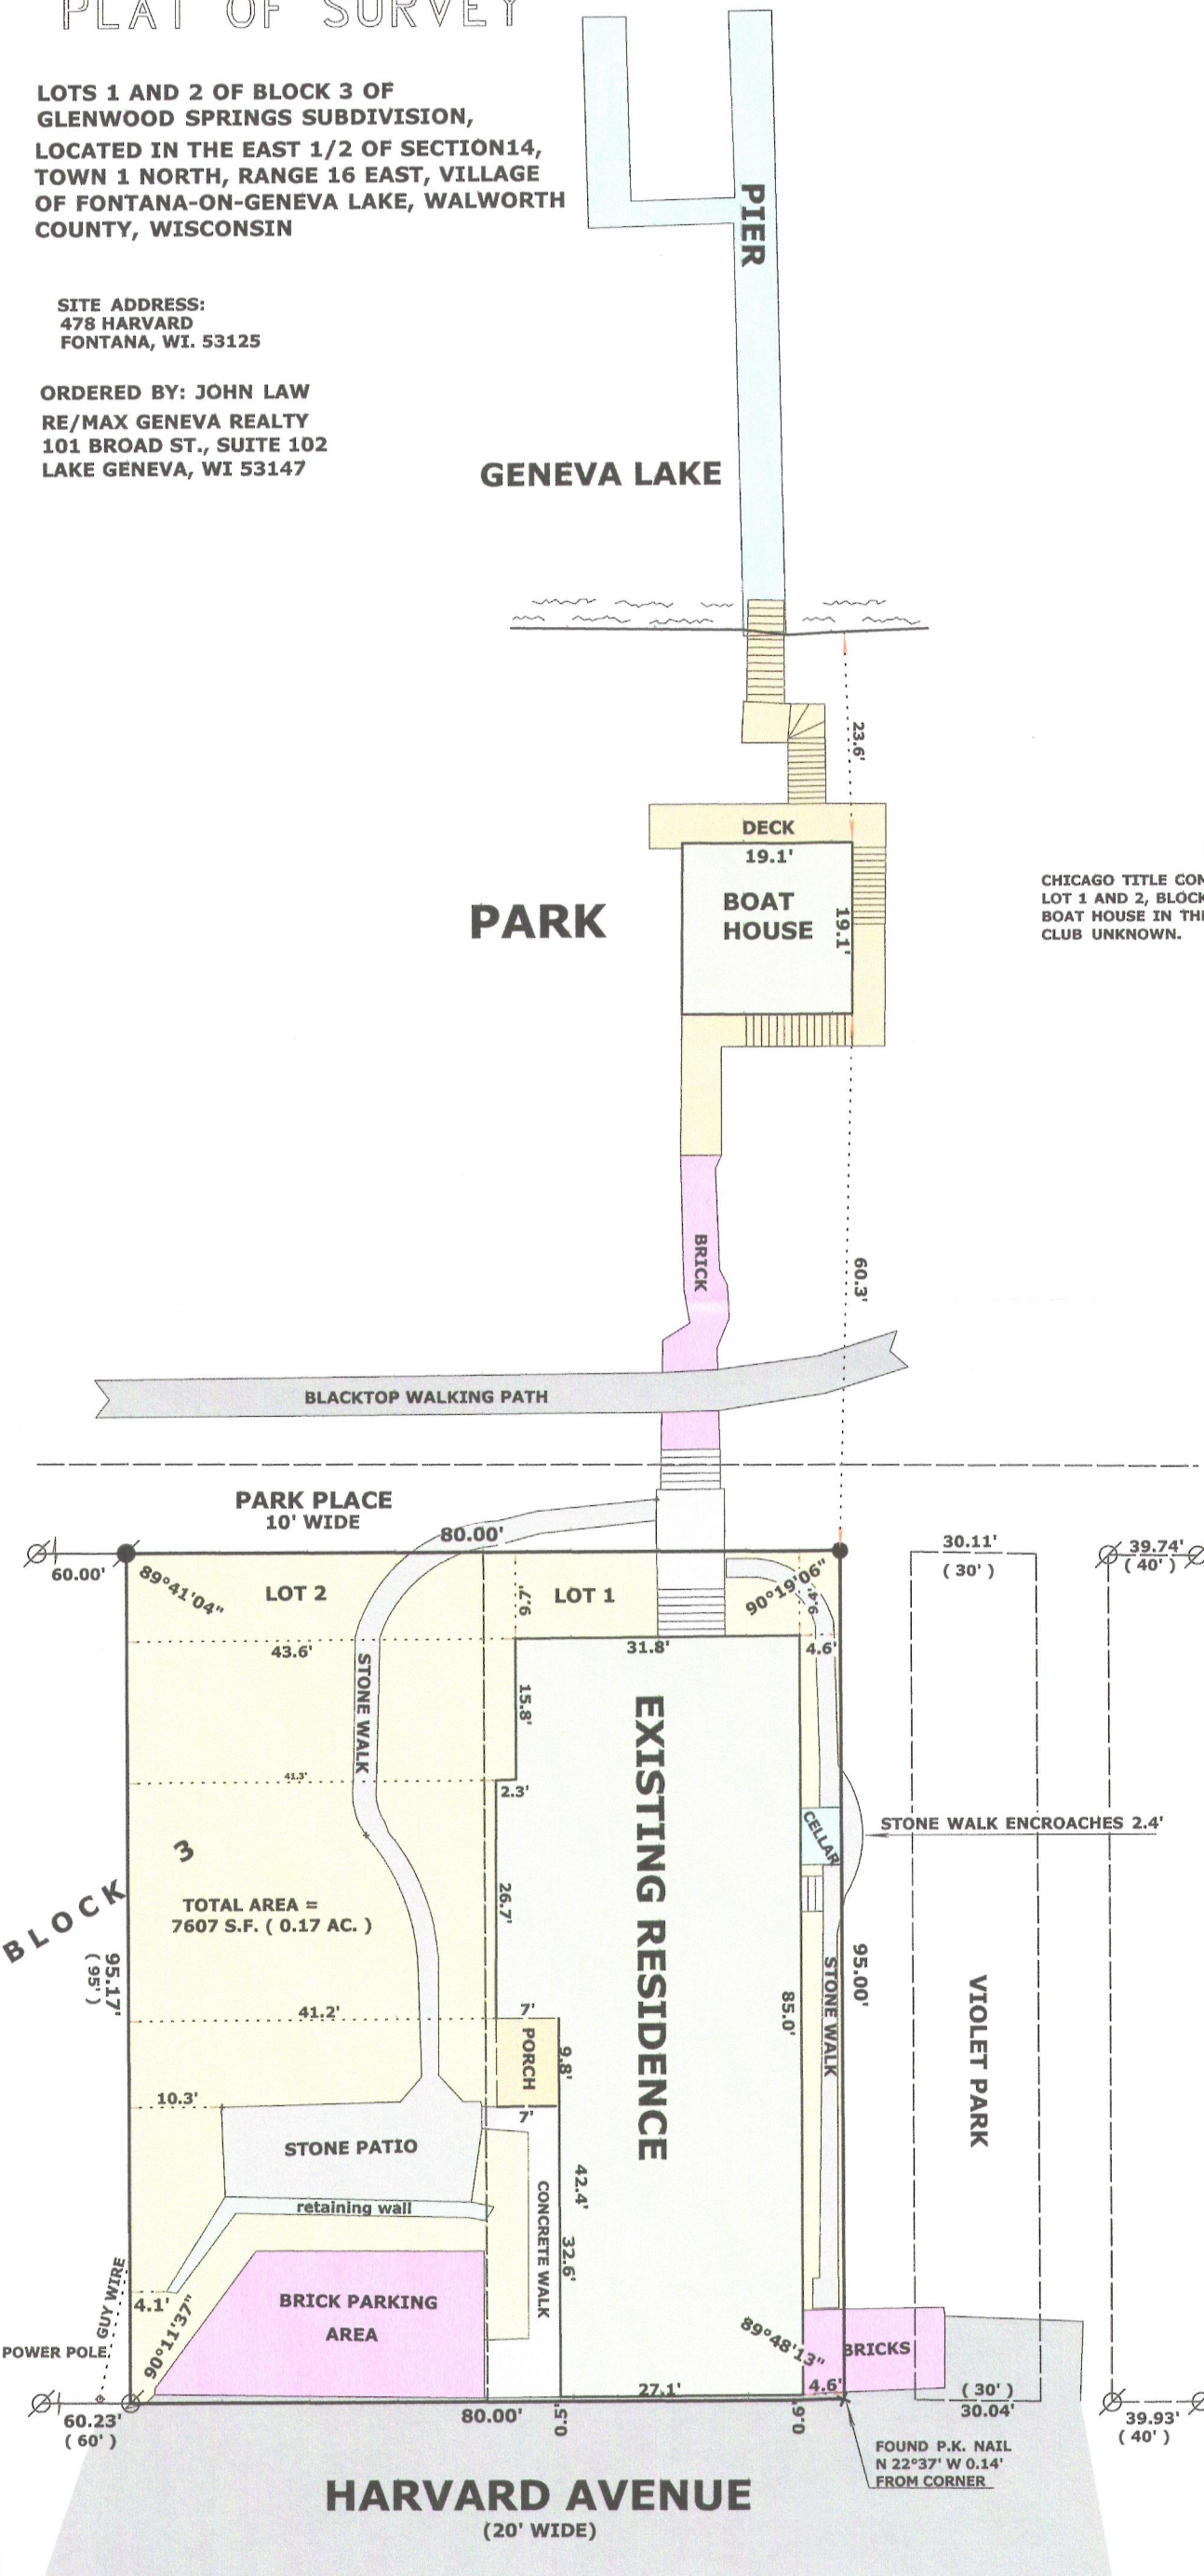 PLAT OF SURVEY
LOTS 1 AND 2 OF BLOCK 3 OF
GLENWOOD SPRINGS SUBDIVISION,
LOCATED IN THE EAST 1/2 OF SECTION14,
TOWN 1 NORTH, RANGE 16 EAST, VILLAGE
OF FONTANA-ON-GENEVA LAKE, WALWORTH
COUNTY, WISCONSIN
SITE ADDRESS:
478 HARVARD
FONTANA, WI. 53125
ORDERED BY: JOHN LAW
RE/MAX GENEVA REALTY
101 BROAD ST., SUITE 102
LAKE GENEVA, WI 53147
PIER
GENEVA LAKE
23.6'
DECK
19.1'
BOAT
HOUSE
19.1'
PARK
CHICAGO TITLE COM
LOT 1 AND 2, BLOCK
BOAT HOUSE IN THE
CLUB UNKNOWN.
BRICK
60.3'
BLACKTOP WALKING PATH
PARK PLACE
10' WIDE
80.00'
60.00'
89°41'04"
LOT 2
9.7'
LOT 1
90°19'06"
9.4'
30.11'
( 30' )
39.74'
( 40' )
43.6'
31.8'
4.6'
STONE WALK
15.8'
EXISTING RESIDENCE
41.3'
2.3'
CELLAR
STONE WALK ENCROACHES 2.4'
BLOCK 3
TOTAL AREA =
7607 S.F. ( 0.17 AC. )
26.7'
95.17'
( 95' )
85.0'
STONE WALK
95.00'
VIOLET PARK
41.2'
7'
PORCH
9.8'
10.3'
7'
STONE PATIO
retaining wall
CONCRETE WALK
42.4'
32.6'
GUY WIRE
4.1'
90°11'37"
BRICK PARKING
AREA
POWER POLE
89°48'13"
BRICKS
27.1'
4.6'
( 30' )
30.04'
60.23'
( 60' )
80.00'
0.5'
0.9'
39.93'
( 40' )
FOUND P.K. NAIL
N 22°37' W 0.14'
FROM CORNER
HARVARD AVENUE
(20' WIDE)